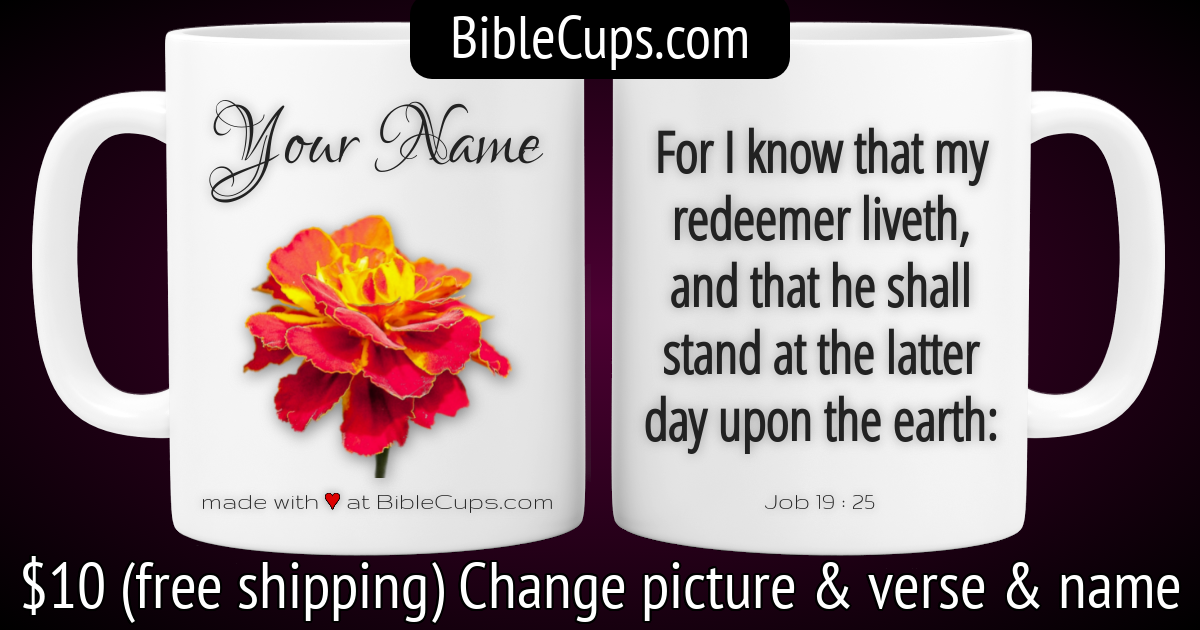 BibleCups.com
Your Name
made with ♥ at BibleCups.com
For I know that my
redeemer liveth,
and that he shall
stand at the latter
day upon the earth:
Job 19 : 25
$10 (free shipping) Change picture & verse & name